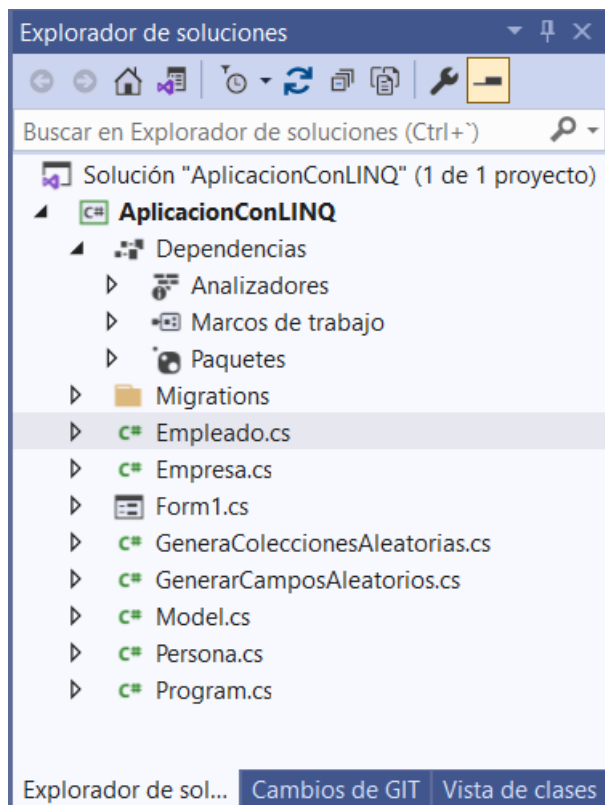 Explorador de soluciones
Buscar en Explorador de soluciones (Ctrl+`)
Solución "AplicacionConLINQ" (1 de 1 proyecto)
C# AplicacionConLINQ
Dependencias
Analizadores
Marcos de trabajo
Paquetes
Migrations
C# Empleado.cs
C# Empresa.cs
Form1.cs
C# GeneraColeccionesAleatorias.cs
C# GenerarCamposAleatorios.cs
C# Model.cs
C# Persona.cs
C# Program.cs
Explorador de sol... Cambios de GIT Vista de clases